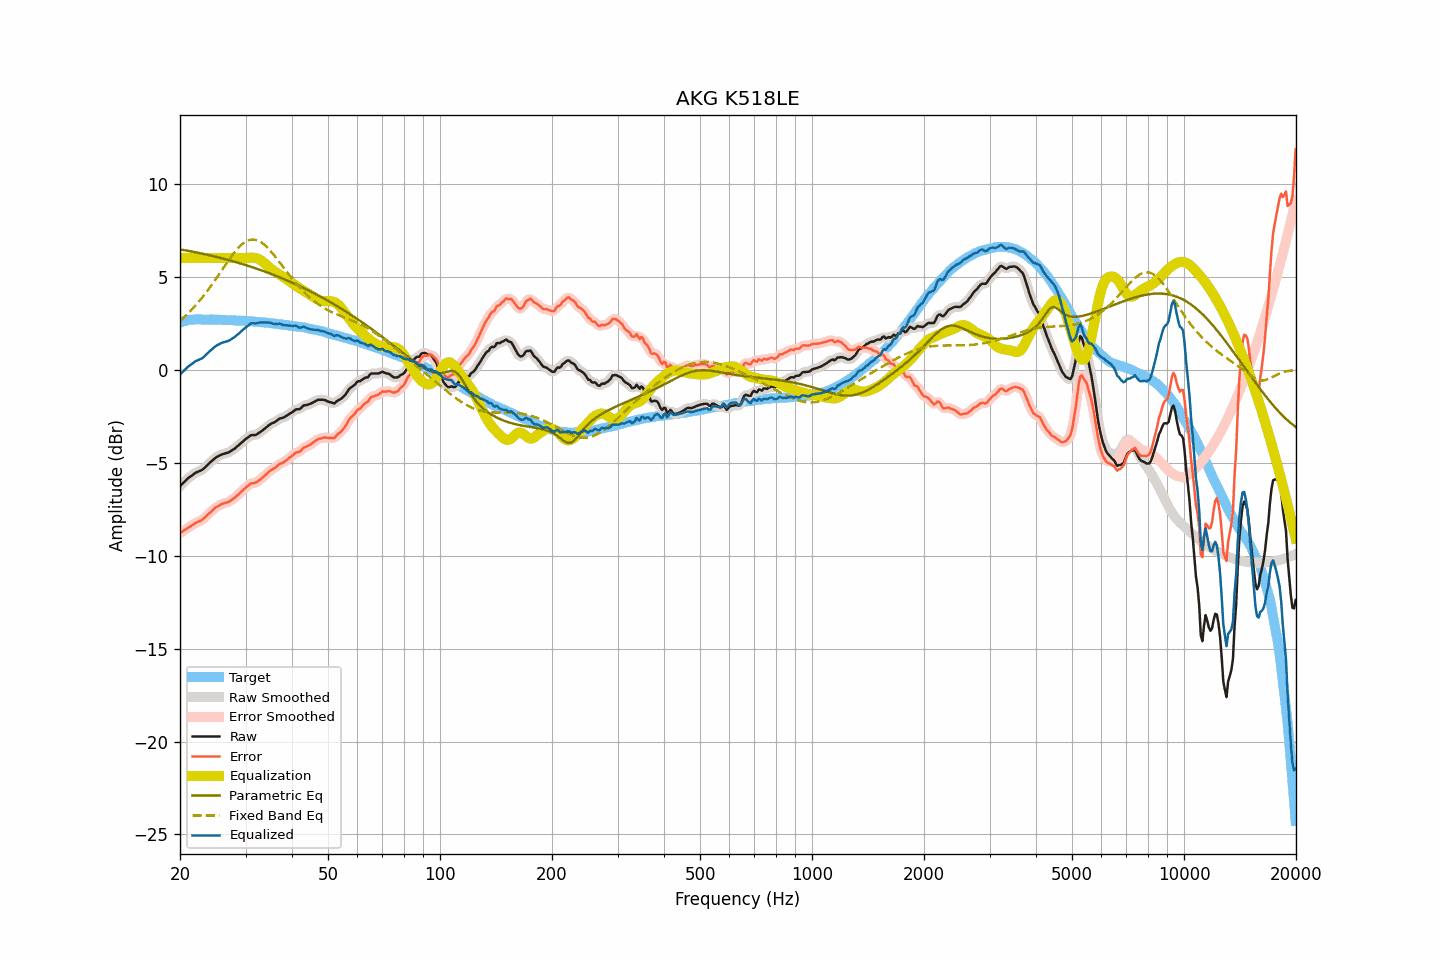 AKG K518LE
10
5
0
−5
−10
−15
−20
−25
Amplitude (dBr)
Target
Raw Smoothed
Error Smoothed
Raw
Error
Equalization
Parametric Eq
Fixed Band Eq
Equalized
20 50 100 200 500 1000 2000 5000 10000 20000
Frequency (Hz)